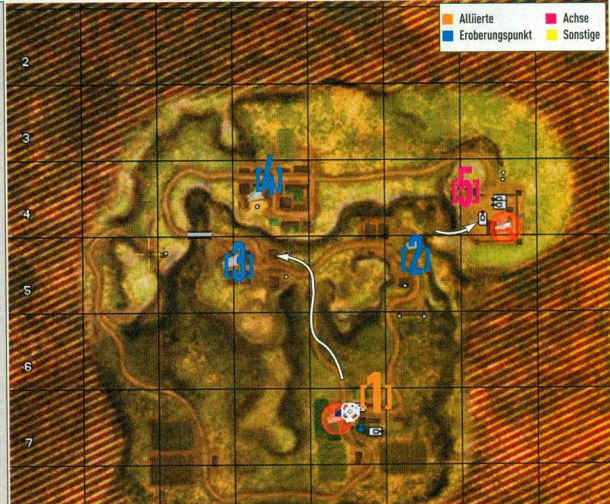 Alliierte
Achse
Eroberungspunkt
Sonstige
2
3
[4]
[5]
4
[3]
[2]
5
6
[1]
7